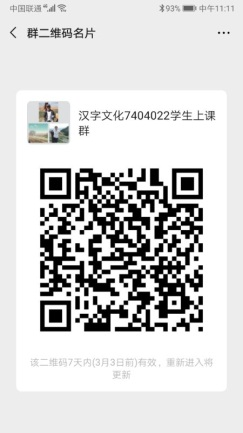 中国联通 4G 93% 中午11:11
群二维码名片
汉字文化7404022学生上课
群
该二维码7天内(3月3日前)有效，重新进入将
更新